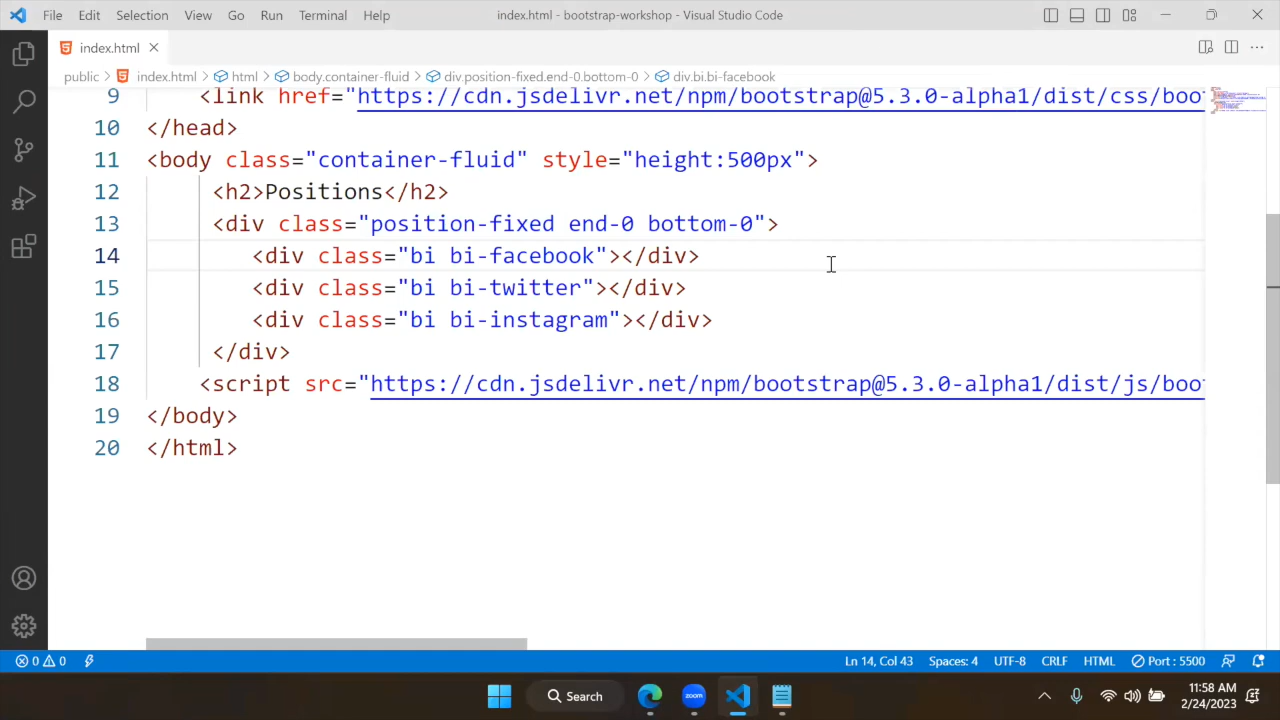 File Edit Selection View Go Run Terminal Help index.html - bootstrap-workshop - Visual Studio Code
index.html
public > index.html > html > body.container-fluid > div.position-fixed.end-0.bottom-0 > div.bi.bi-facebook
9 <link href="https://cdn.jsdelivr.net/npm/bootstrap@5.3.0-alpha1/dist/css/boo
10 </head>
11 <body class="container-fluid" style="height:500px">
12 <h2>Positions</h2>
13 <div class="position-fixed end-0 bottom-0">
14 <div class="bi bi-facebook"></div>
15 <div class="bi bi-twitter"></div>
16 <div class="bi bi-instagram"></div>
17 </div>
18 <script src="https://cdn.jsdelivr.net/npm/bootstrap@5.3.0-alpha1/dist/js/boo
19 </body>
20 </html>
0 0 Ln 14, Col 43 Spaces: 4 UTF-8 CRLF HTML Port : 5500
Search zoom 11:58 AM
2/24/2023